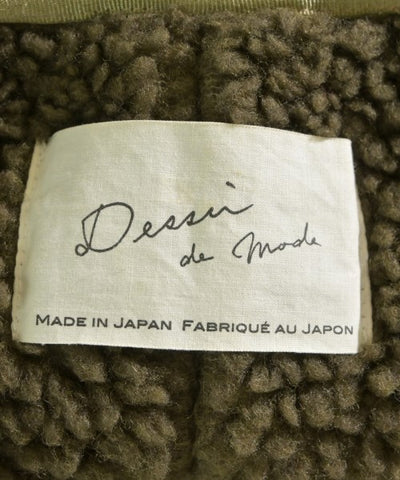 Dessin
de Mode
MADE IN JAPAN FABRIQUÉ AU JAPON